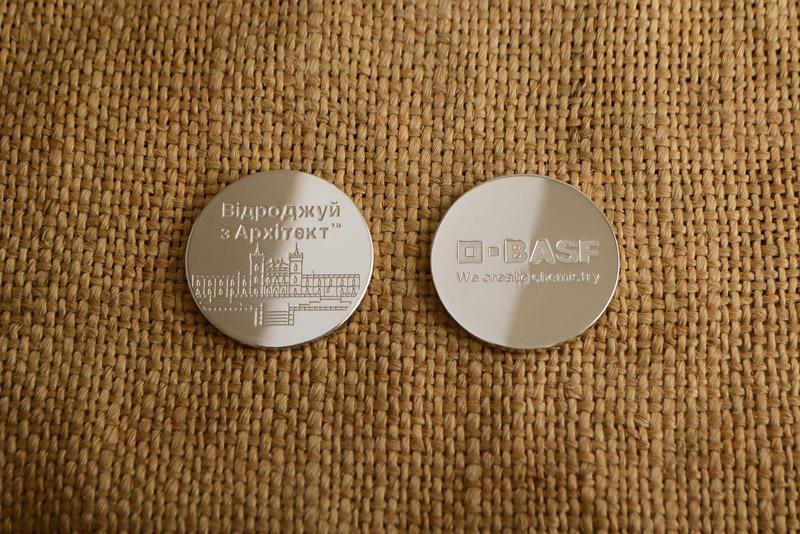 Відроджуй
з Архітект™
BASF
We create chemistry